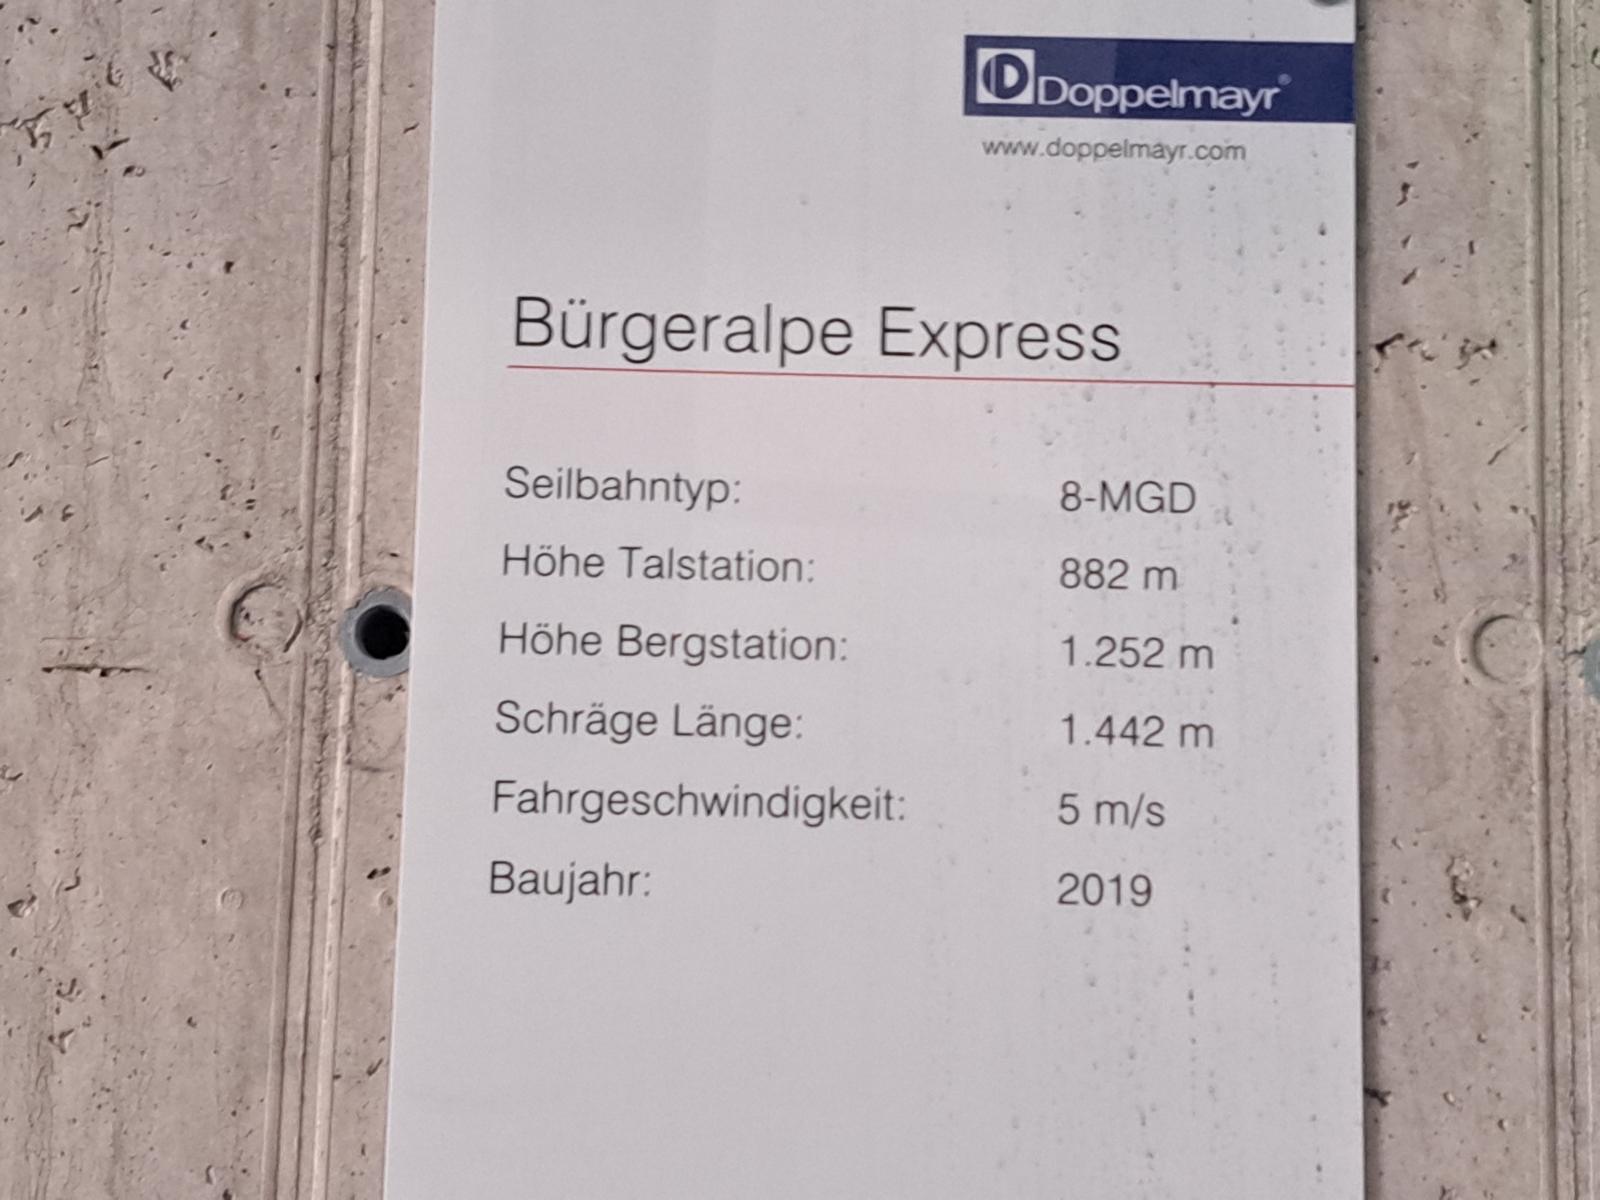 Doppelmayr®
www.doppelmayr.com
Bürgeralpe Express
Seilbahntyp: 8-MGD
Höhe Talstation: 882 m
Höhe Bergstation: 1.252 m
Schräge Länge: 1.442 m
Fahrgeschwindigkeit: 5 m/s
Baujahr: 2019